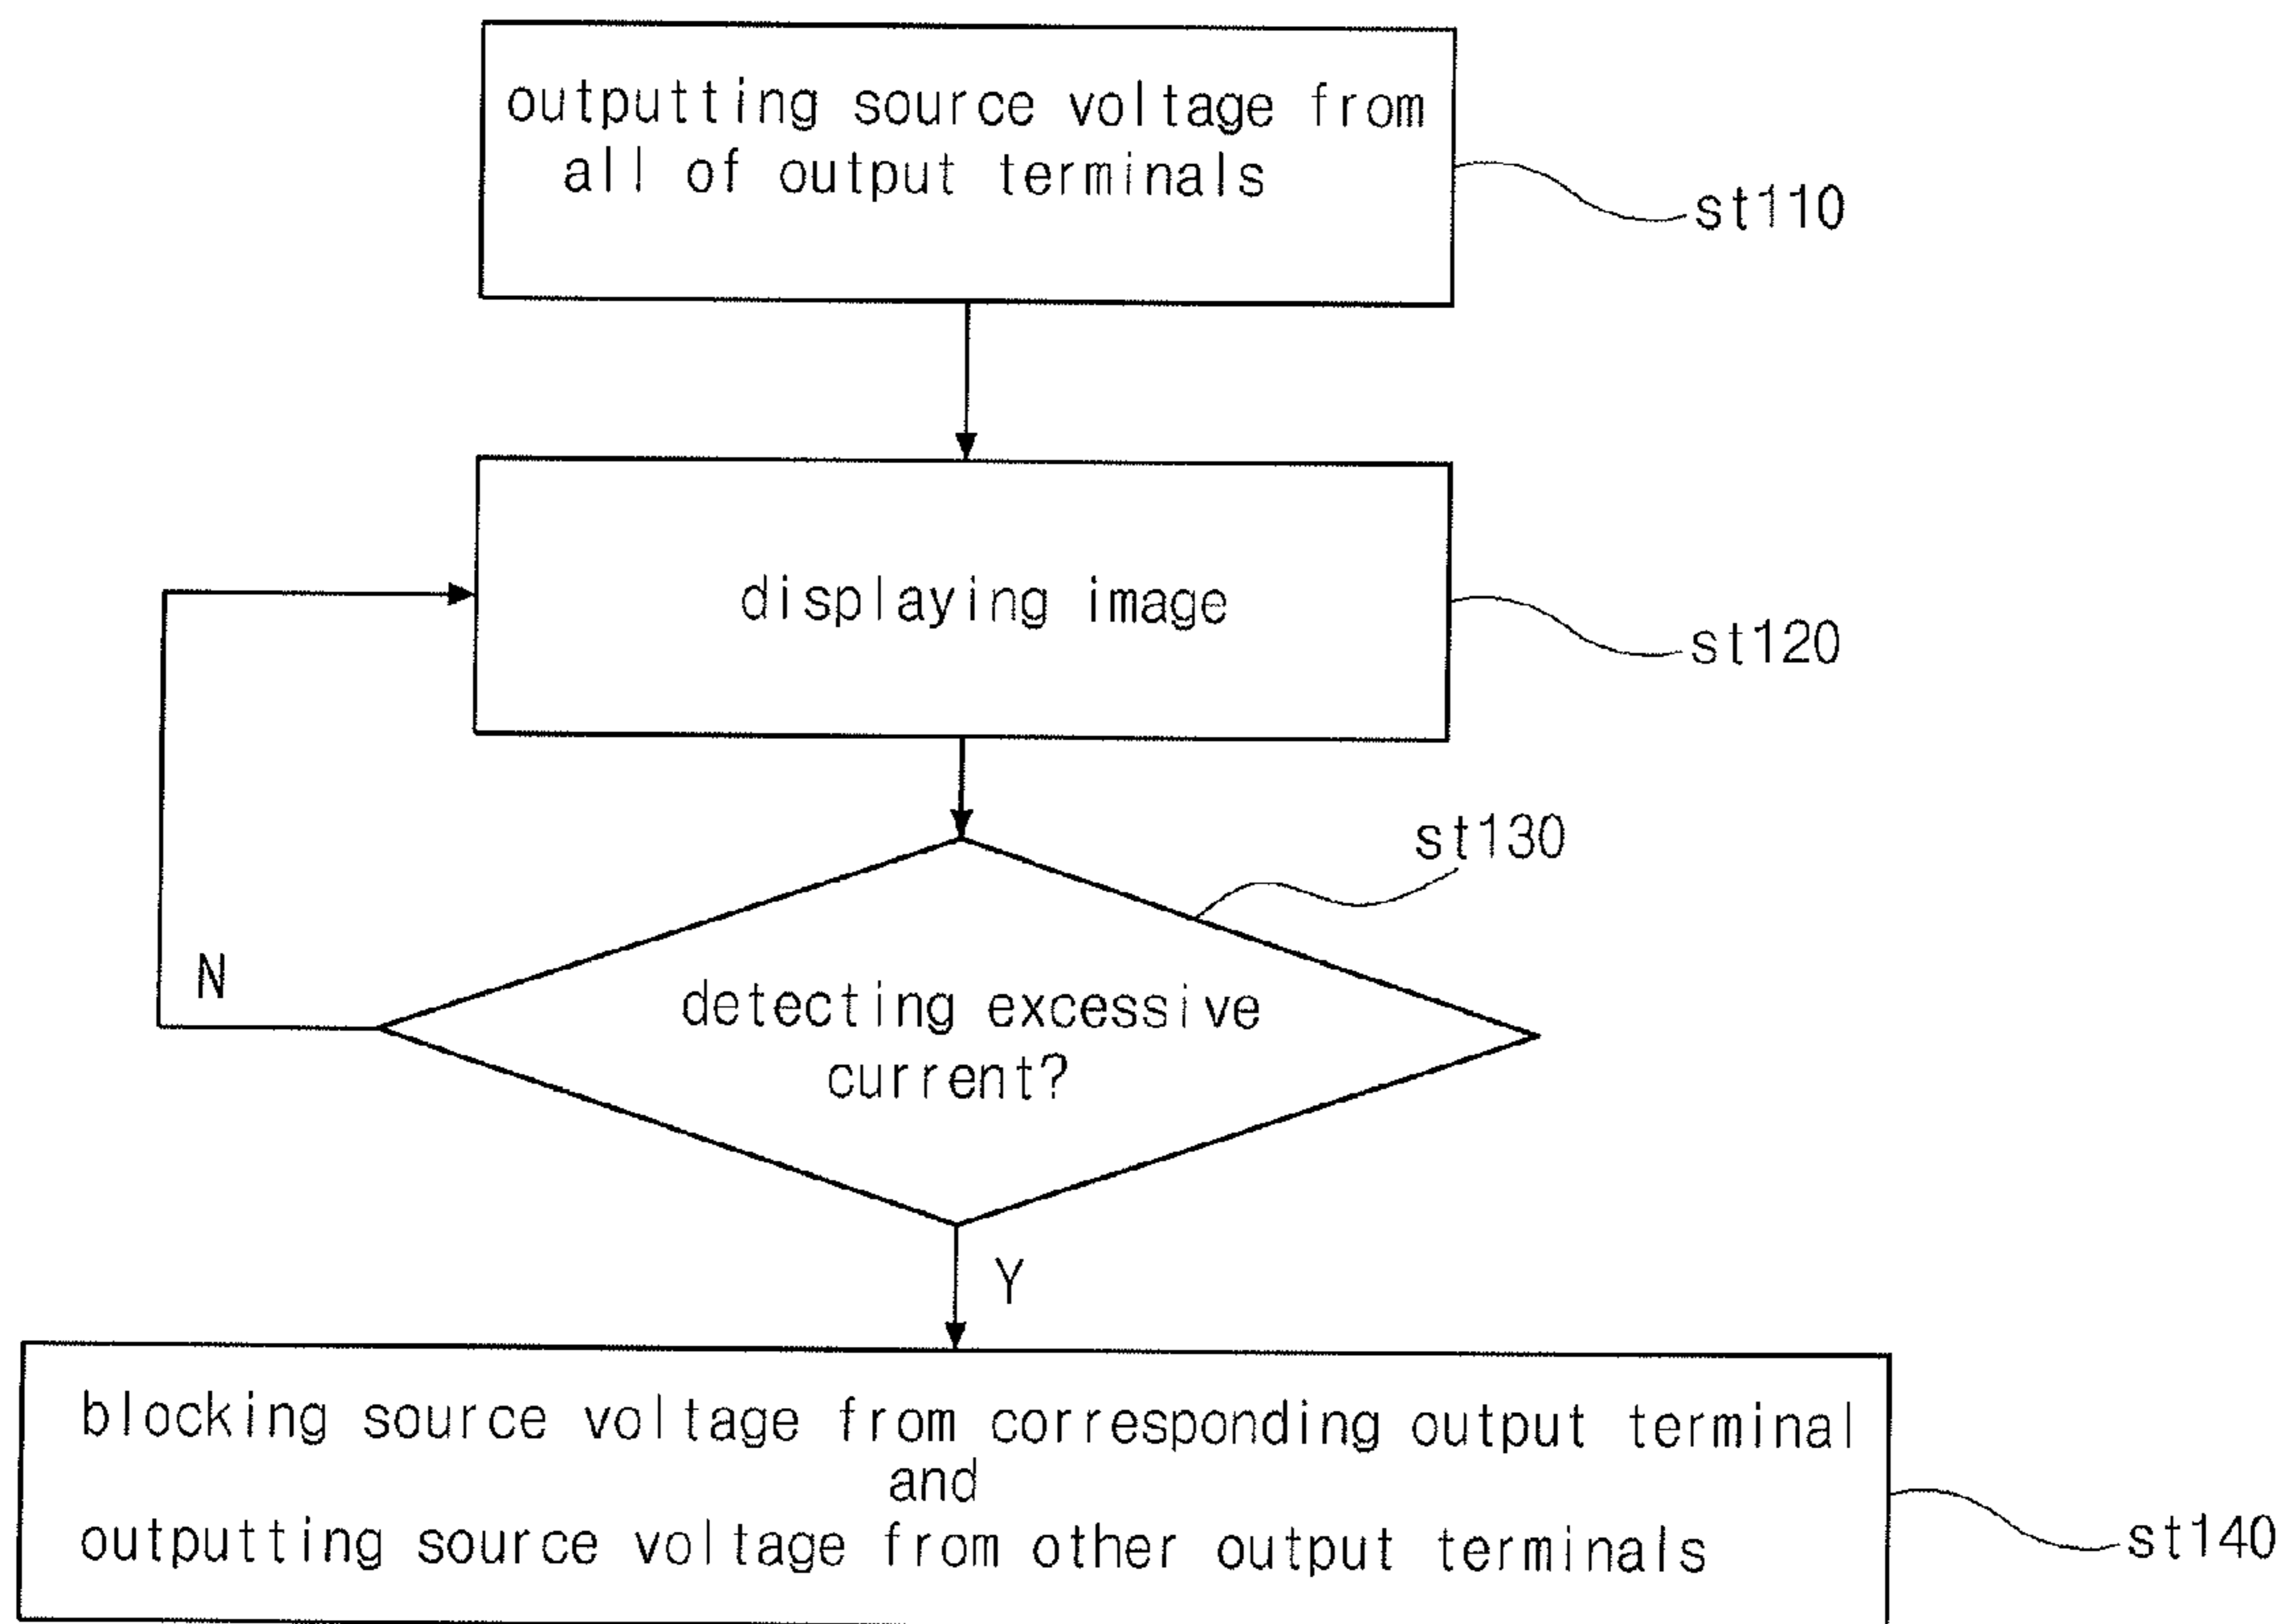 outputting source voltage from
all of output terminals
st110
displaying image
st120
st130
detecting excessive
current?
N
Y
blocking source voltage from corresponding output terminal
and
outputting source voltage from other output terminals
st140